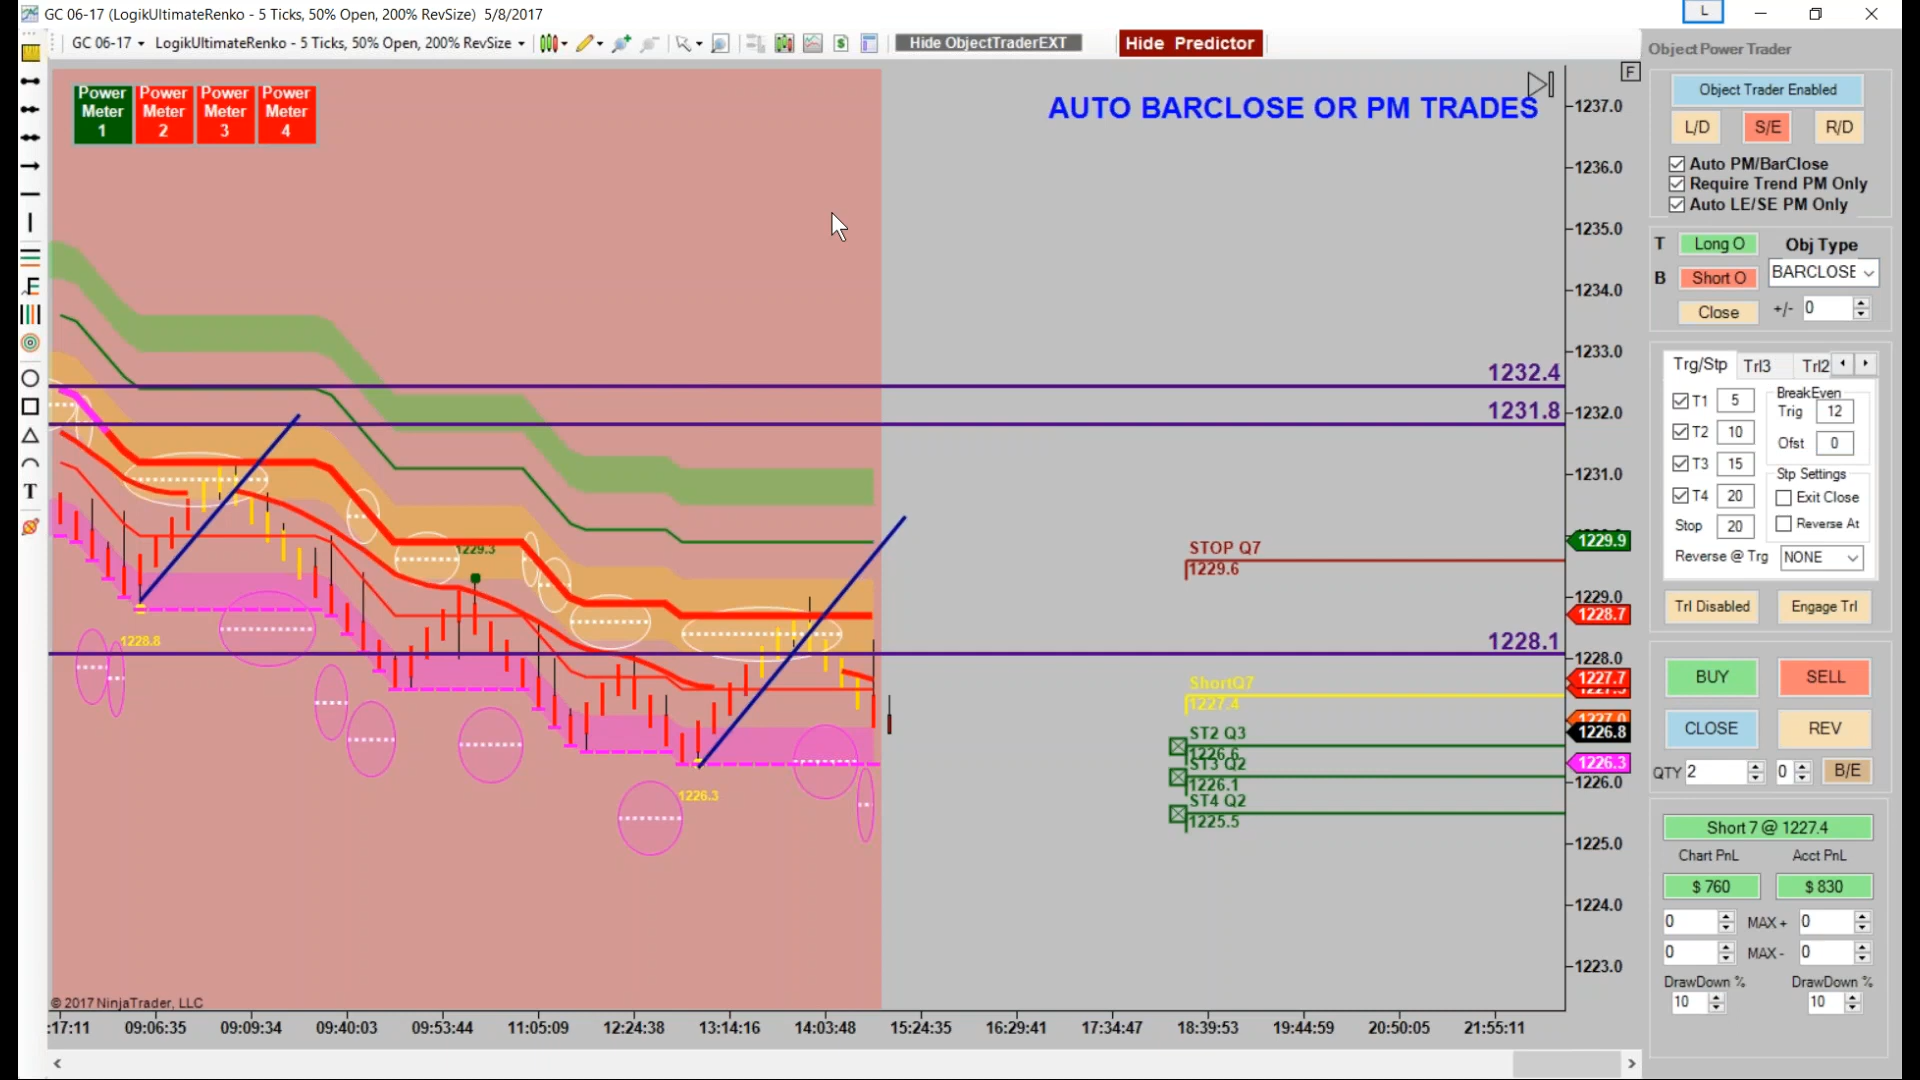 GC 06-17 (LogikUltimateRenko - 5 Ticks, 50% Open, 200% RevSize)  5/8/2017
L
GC 06-17
LogikUltimateRenko - 5 Ticks, 50% Open, 200% RevSize
Hide ObjectTraderEXT
Hide Predictor
Object Power Trader
F
Power Meter 1
Power Meter 2
Power Meter 3
Power Meter 4
AUTO BARCLOSE OR PM TRADES
Object Trader Enabled
L/D
S/E
R/D
Auto PM/BarClose
Require Trend PM Only
Auto LE/SE PM Only
T
Long O
Obj Type
B
Short O
BARCLOSE
Close
+/-
0
Trg/Stp
Trl3
Trl2
T1
5
T2
10
T3
15
T4
20
Stop
20
BreakEven
Trig
12
Ofst
0
Stp Settings
Exit Close
Reverse At
Reverse @ Trg
NONE
Trl Disabled
Engage Trl
BUY
SELL
CLOSE
REV
QTY
2
0
B/E
Short 7 @ 1227.4
Chart PnL
Acct PnL
$ 760
$ 830
0
MAX +
0
0
MAX -
0
DrawDown %
DrawDown %
10
10
1237.0
1236.0
1235.0
1234.0
1233.0
1232.0
1231.0
1229.9
1229.0
1228.7
1228.0
1227.7
1226.8
1226.3
1226.0
1225.0
1224.0
1223.0
1232.4
1231.8
1228.1
STOP Q7
1229.6
ShortQ7
1227.4
ST2 Q3
1226.6
ST3 Q2
1226.1
ST4 Q2
1225.5
1229.3
1228.8
1226.3
T
© 2017 NinjaTrader, LLC
:17:11
09:06:35
09:09:34
09:40:03
09:53:44
11:05:09
12:24:38
13:14:16
14:03:48
15:24:35
16:29:41
17:34:47
18:39:53
19:44:59
20:50:05
21:55:11